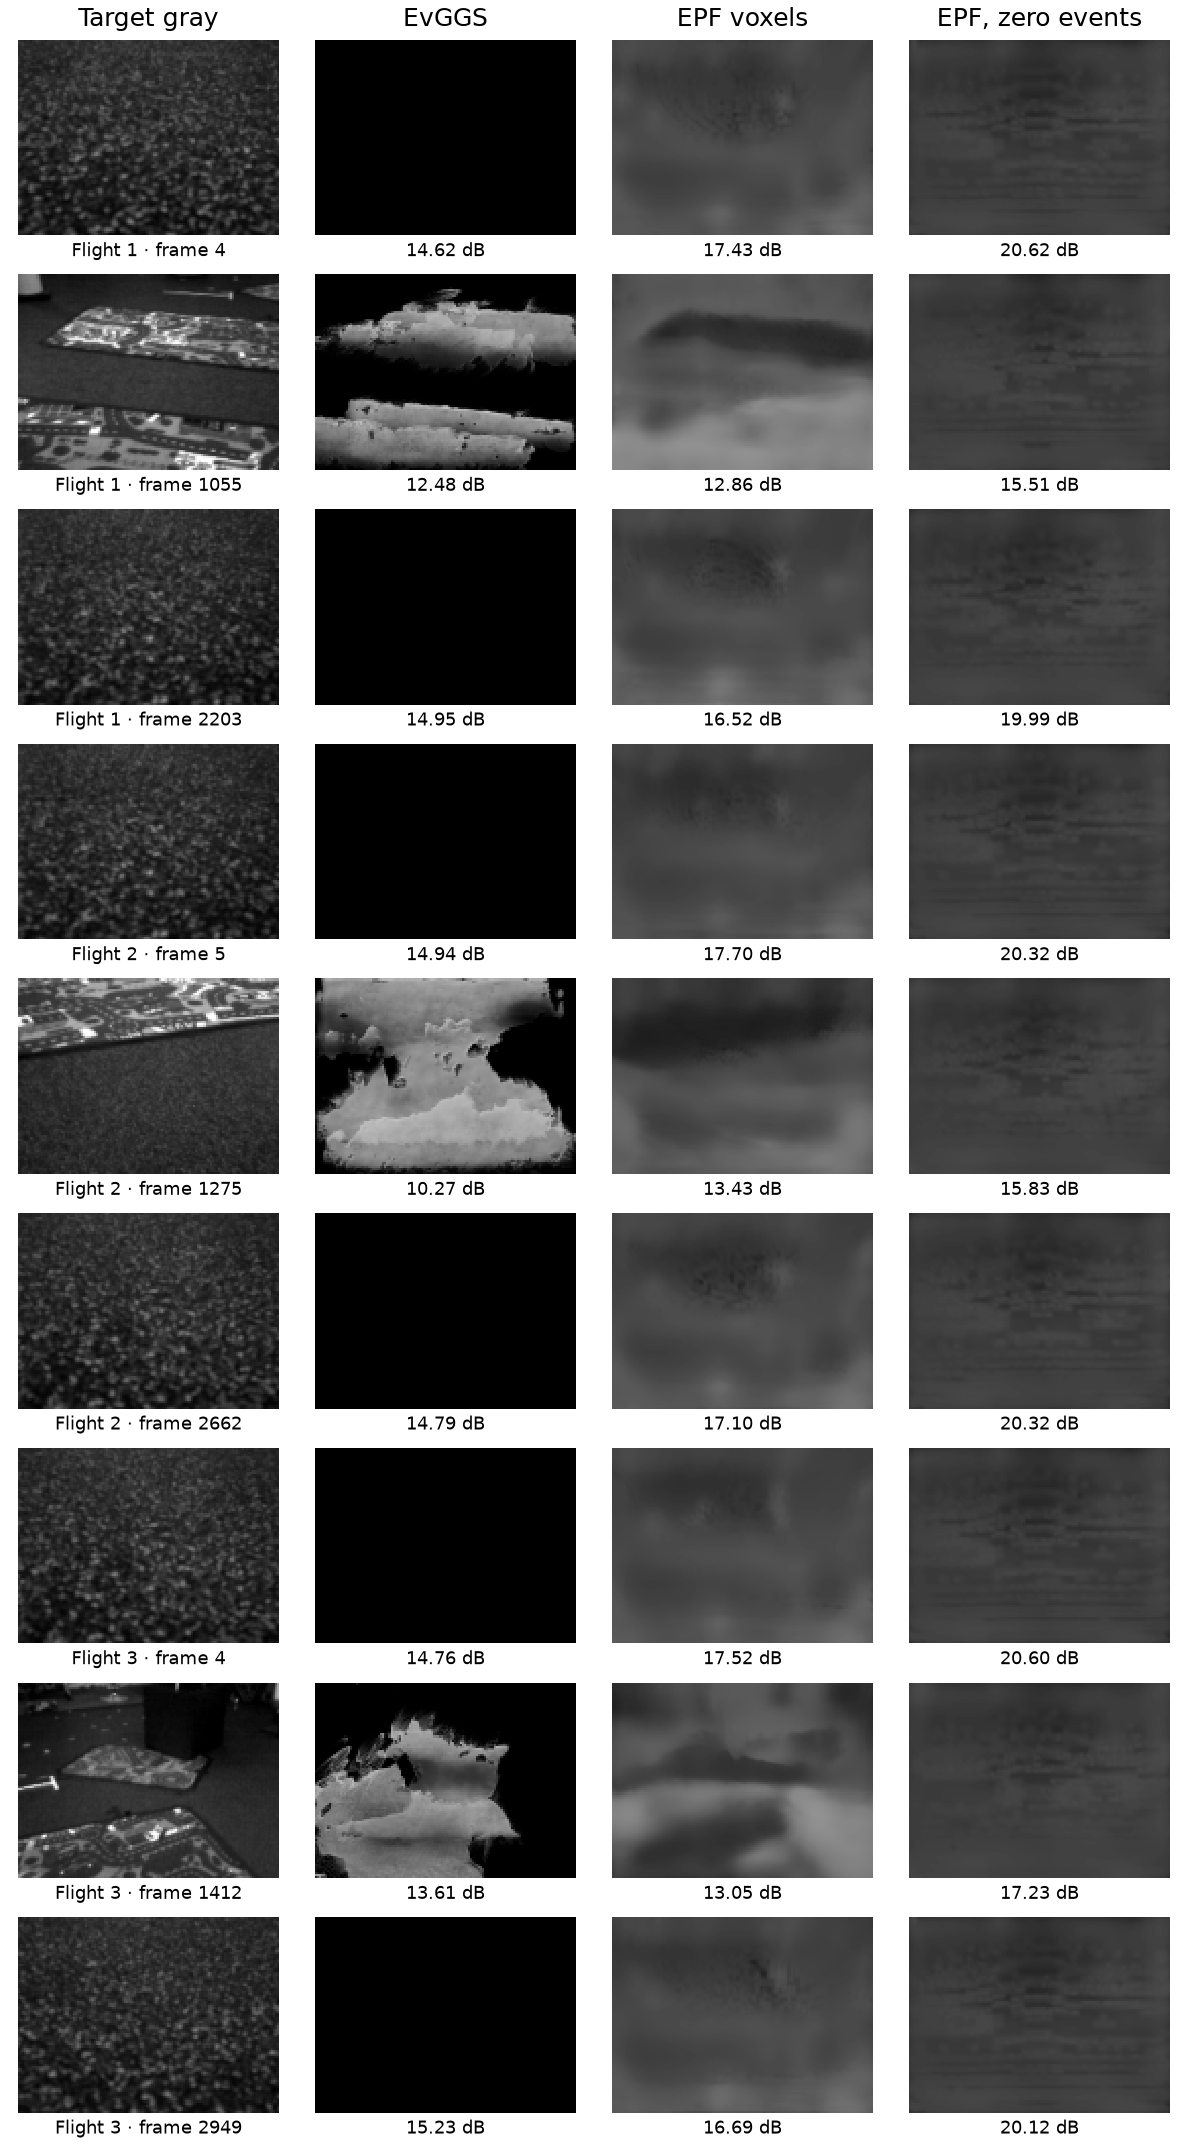 Target gray EvGGS EPF voxels EPF, zero events
Flight 1 · frame 4 14.62 dB 17.43 dB 20.62 dB
Flight 1 · frame 1055 12.48 dB 12.86 dB 15.51 dB
Flight 1 · frame 2203 14.95 dB 16.52 dB 19.99 dB
Flight 2 · frame 5 14.94 dB 17.70 dB 20.32 dB
Flight 2 · frame 1275 10.27 dB 13.43 dB 15.83 dB
Flight 2 · frame 2662 14.79 dB 17.10 dB 20.32 dB
Flight 3 · frame 4 14.76 dB 17.52 dB 20.60 dB
Flight 3 · frame 1412 13.61 dB 13.05 dB 17.23 dB
Flight 3 · frame 2949 15.23 dB 16.69 dB 20.12 dB